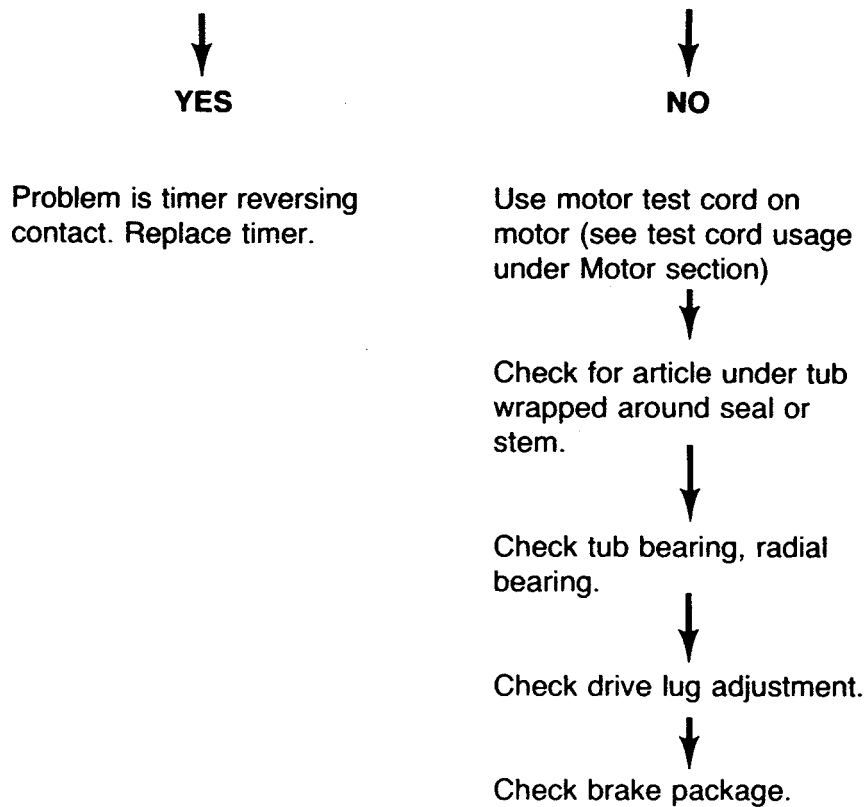 YES
NO
Problem is timer reversing
contact. Replace timer.
Use motor test cord on
motor (see test cord usage
under Motor section)
Check for article under tub
wrapped around seal or
stem.
Check tub bearing, radial
bearing.
Check drive lug adjustment.
Check brake package.